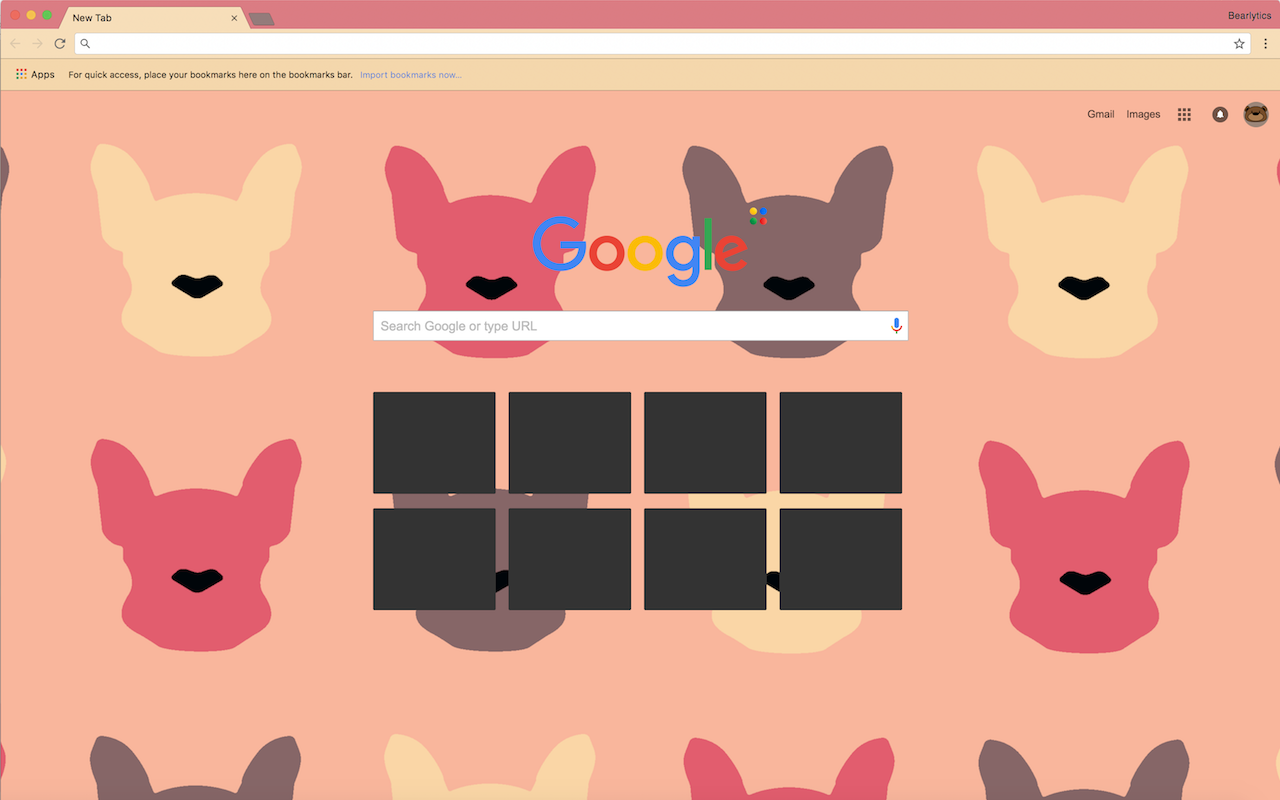 New Tab
Bearlytics
Apps For quick access, place your bookmarks here on the bookmarks bar. Import bookmarks now...
Gmail Images
Google
Search Google or type URL